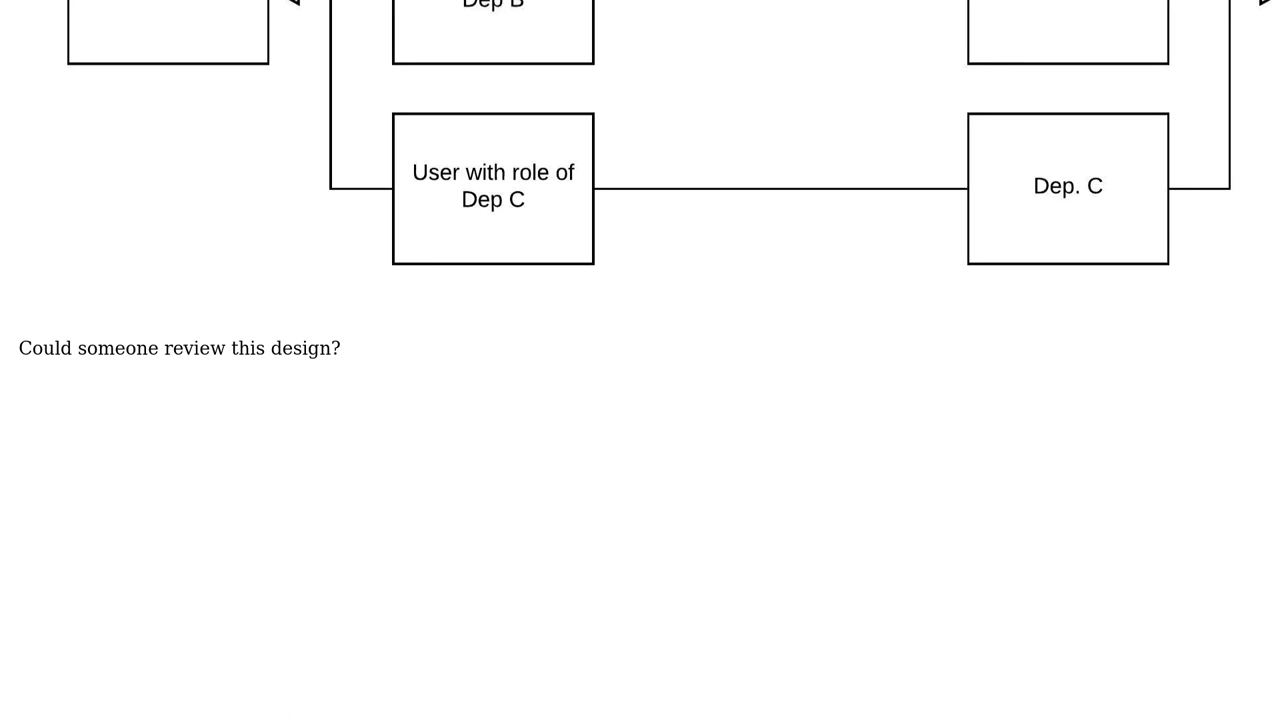 Dep B
User with role of
Dep C
Dep. C
Could someone review this design?